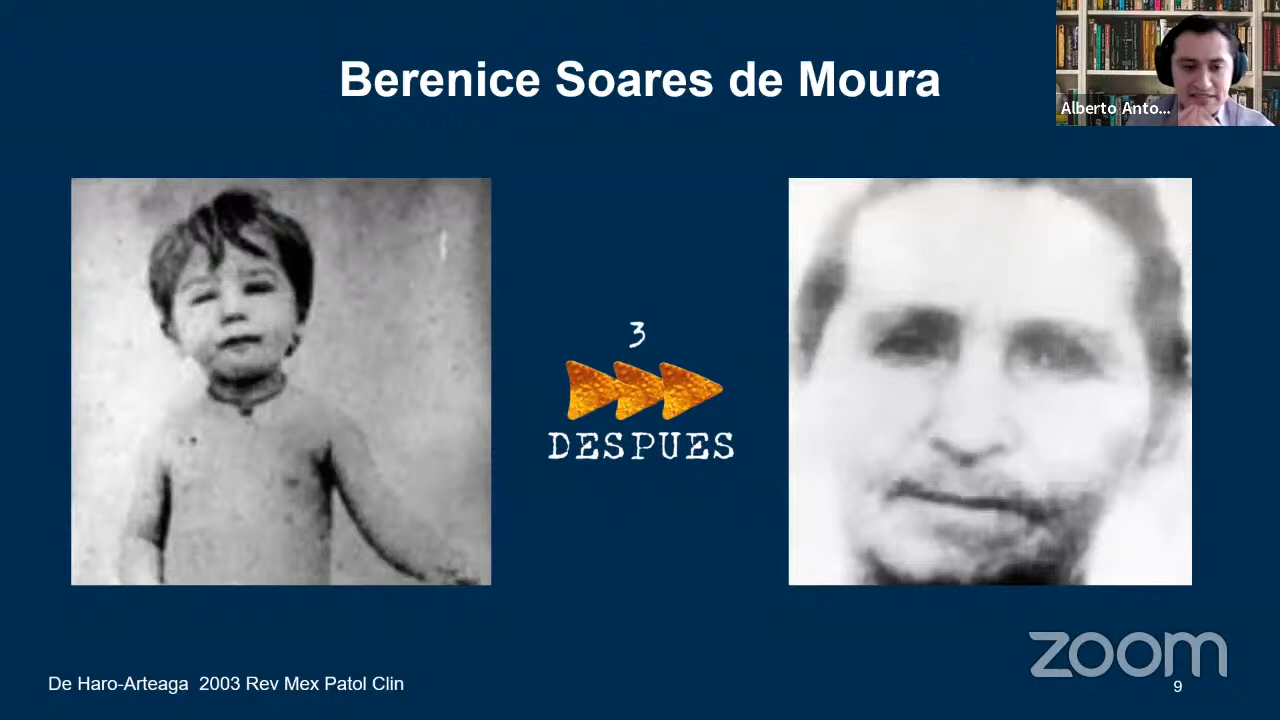 Berenice Soares de Moura
Alberto Anto...
3
DESPUES
De Haro-Arteaga 2003 Rev Mex Patol Clin
zoom
9